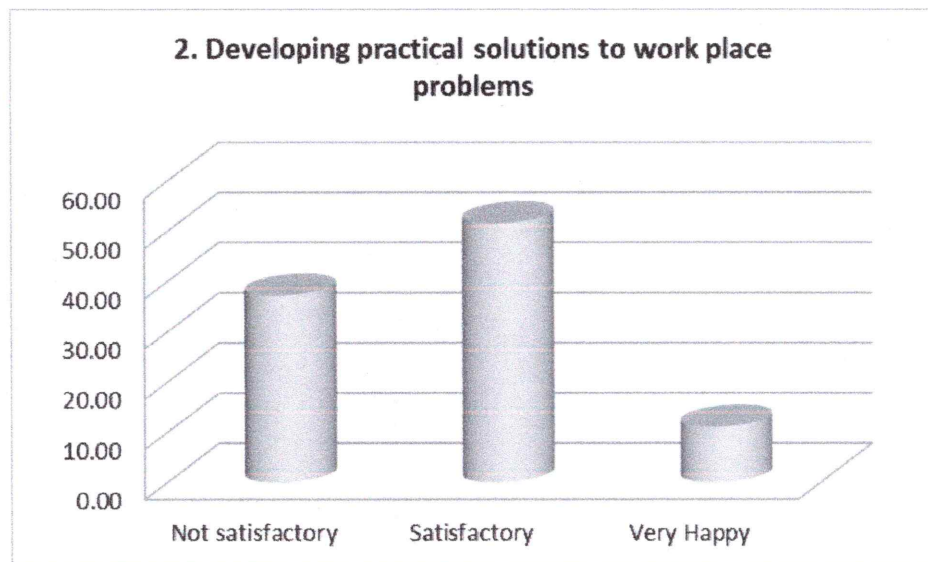 2. Developing practical solutions to work place
problems
60.00
50.00
40.00
30.00
20.00
10.00
0.00
Not satisfactory
Satisfactory
Very Happy